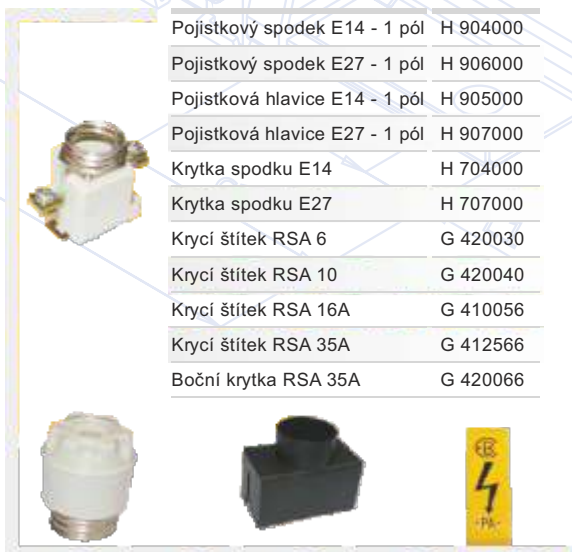 Pojistkový spodek E14 - 1 pól H 904000
Pojistkový spodek E27 - 1 pól H 906000
Pojistková hlavice E14 - 1 pól H 905000
Pojistková hlavice E27 - 1 pól H 907000
Krytka spodku E14 H 704000
Krytka spodku E27 H 707000
Krycí štítek RSA 6 G 420030
Krycí štítek RSA 10 G 420040
Krycí štítek RSA 16A G 410056
Krycí štítek RSA 35A G 412566
Boční krytka RSA 35A G 420066
-PA-